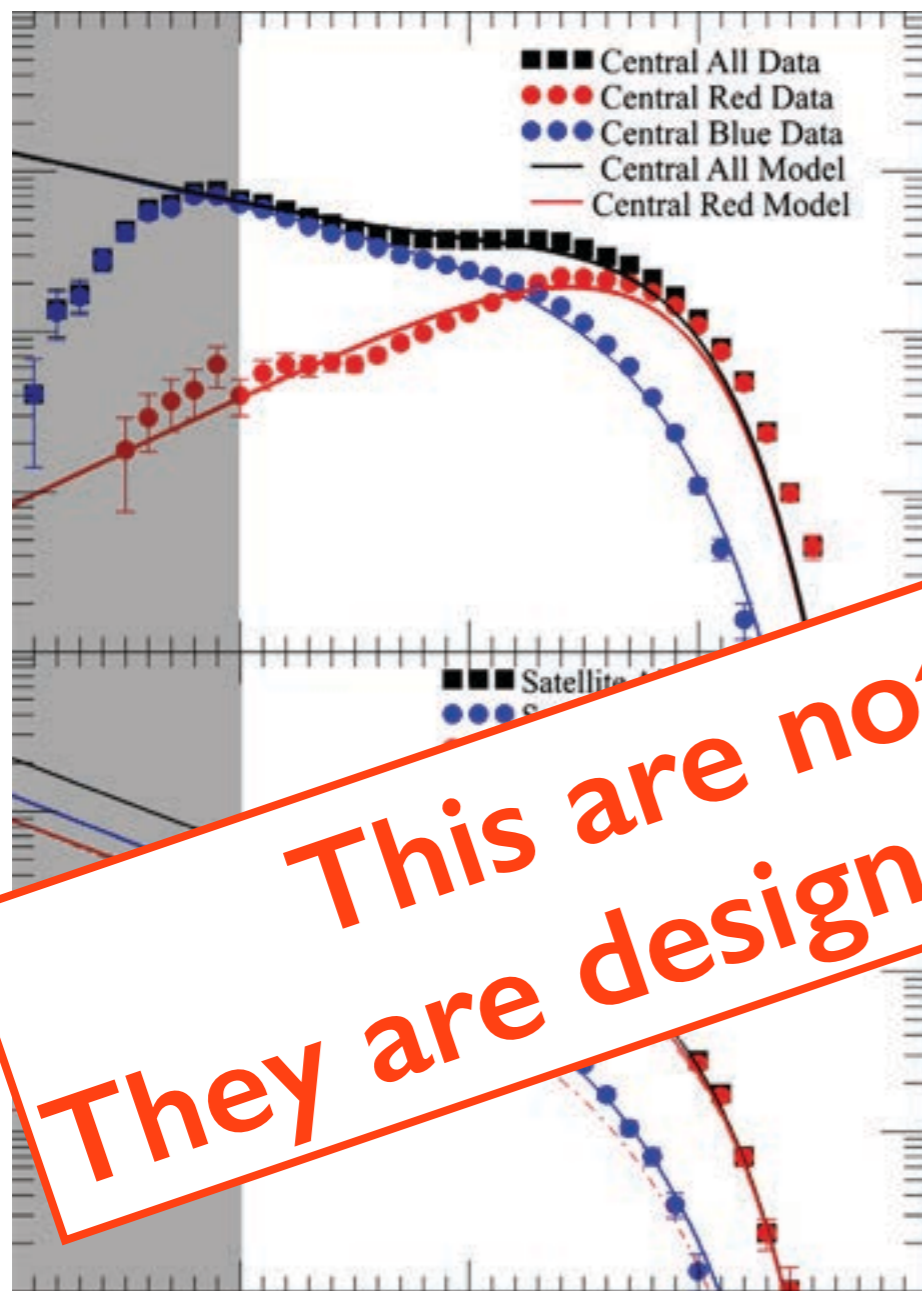 Central All Data
Central Red Data
Central Blue Data
Central All Model
Central Red Model
Satellite
This are no
They are design